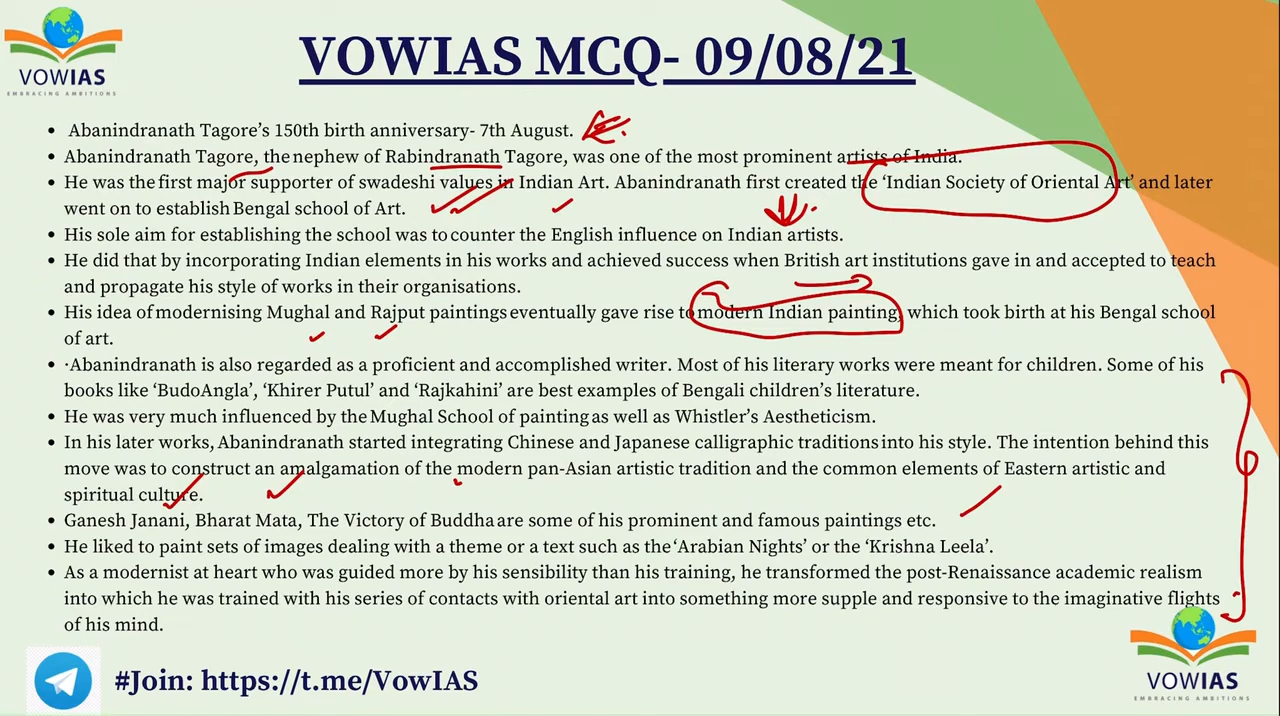 VOWIAS MCQ- 09/08/21
VOWIAS
EMBRACING AMBITIONS
• Abanindranath Tagore's 150th birth anniversary- 7th August.
• Abanindranath Tagore, the nephew of Rabindranath Tagore, was one of the most prominent artists of India.
• He was the first major supporter of swadeshi values in Indian Art. Abanindranath first created the ‘Indian Society of Oriental Art’ and later
went on to establish Bengal school of Art.
• His sole aim for establishing the school was to counter the English influence on Indian artists.
• He did that by incorporating Indian elements in his works and achieved success when British art institutions gave in and accepted to teach
and propagate his style of works in their organisations.
• His idea of modernising Mughal and Rajput paintings eventually gave rise to modern Indian painting, which took birth at his Bengal school
of art.
• ·Abanindranath is also regarded as a proficient and accomplished writer. Most of his literary works were meant for children. Some of his
books like ‘BudoAngla’, ‘Khirer Putul’ and ‘Rajkahini’ are best examples of Bengali children’s literature.
• He was very much influenced by the Mughal School of painting as well as Whistler’s Aestheticism.
• In his later works, Abanindranath started integrating Chinese and Japanese calligraphic traditions into his style. The intention behind this
move was to construct an amalgamation of the modern pan-Asian artistic tradition and the common elements of Eastern artistic and
spiritual culture.
• Ganesh Janani, Bharat Mata, The Victory of Buddha are some of his prominent and famous paintings etc.
• He liked to paint sets of images dealing with a theme or a text such as the ‘Arabian Nights’ or the ‘Krishna Leela’.
• As a modernist at heart who was guided more by his sensibility than his training, he transformed the post-Renaissance academic realism
into which he was trained with his series of contacts with oriental art into something more supple and responsive to the imaginative flights
of his mind.
#Join: https://t.me/VowIAS
VOWIAS
EMBRACING AMBITIONS